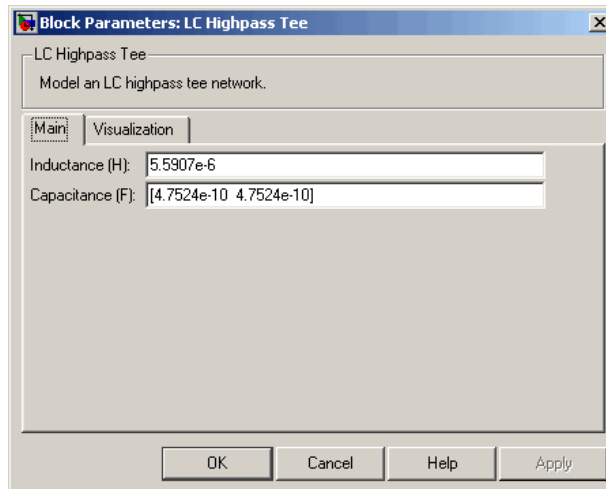 Block Parameters: LC Highpass Tee
LC Highpass Tee
Model an LC highpass tee network.
Main Visualization
Inductance (H): 5.5907e-6
Capacitance (F): [4.7524e-10 4.7524e-10]
OK Cancel Help Apply